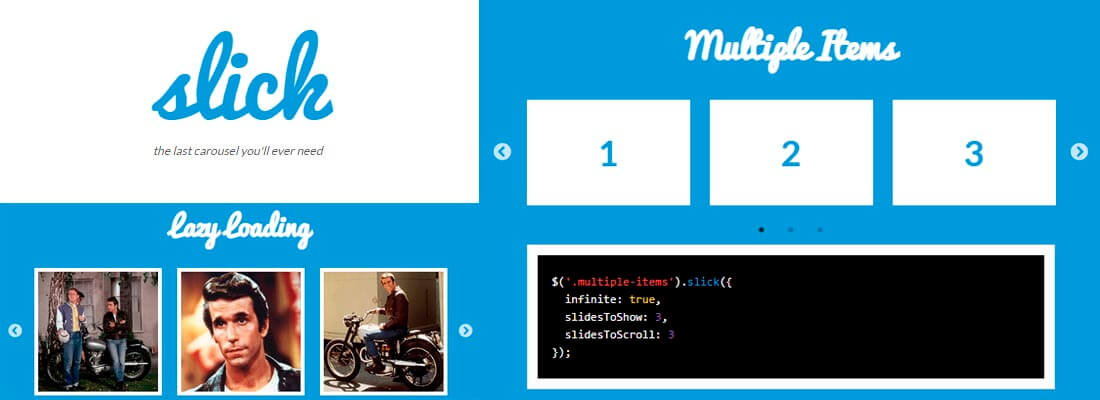 slick
the last carousel you'll ever need
Lazy Loading
Multiple Items
1
2
3
$('.multiple-items').slick({
  infinite: true,
  slidesToShow: 3,
  slidesToScroll: 3
});